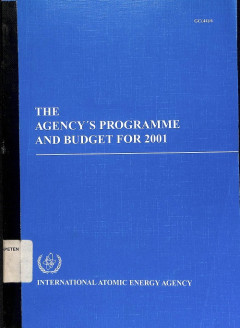 THE
AGENCY'S PROGRAMME
AND BUDGET FOR 2001
INTERNATIONAL ATOMIC ENERGY AGENCY